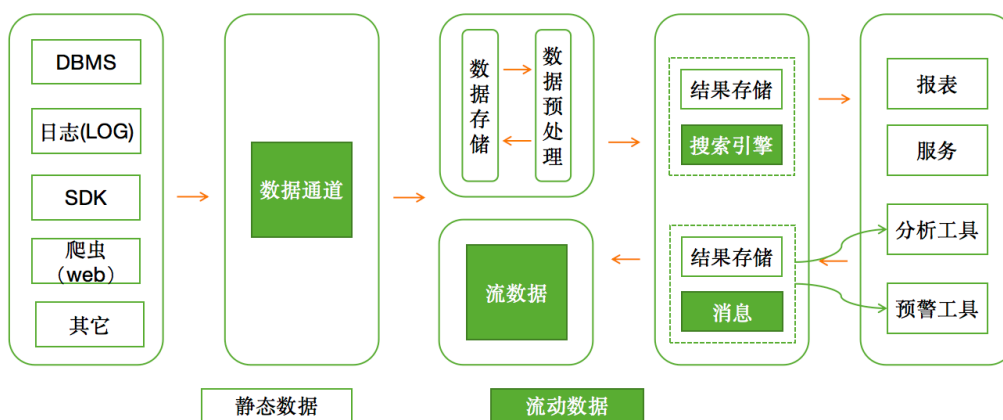 DBMS
日志(LOG)
SDK
爬虫
（web）
其它
数据通道
数据存储
数据预处理
流数据
结果存储
搜索引擎
结果存储
消息
报表
服务
分析工具
预警工具
静态数据
流动数据